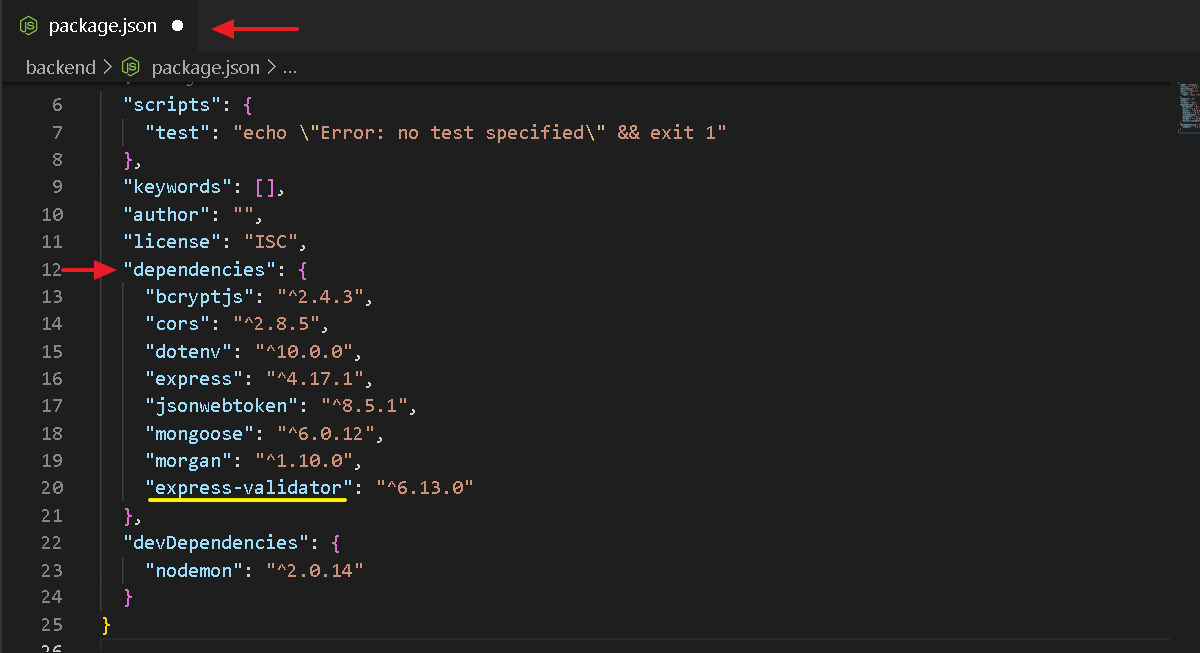 package.json
backend > package.json > ...
6 "scripts": {
7 "test": "echo \"Error: no test specified\" && exit 1"
8 },
9 "keywords": [],
10 "author": "",
11 "license": "ISC",
12 "dependencies": {
13 "bcryptjs": "^2.4.3",
14 "cors": "^2.8.5",
15 "dotenv": "^10.0.0",
16 "express": "^4.17.1",
17 "jsonwebtoken": "^8.5.1",
18 "mongoose": "^6.0.12",
19 "morgan": "^1.10.0",
20 "express-validator": "^6.13.0"
21 },
22 "devDependencies": {
23 "nodemon": "^2.0.14"
24 }
25 }
26